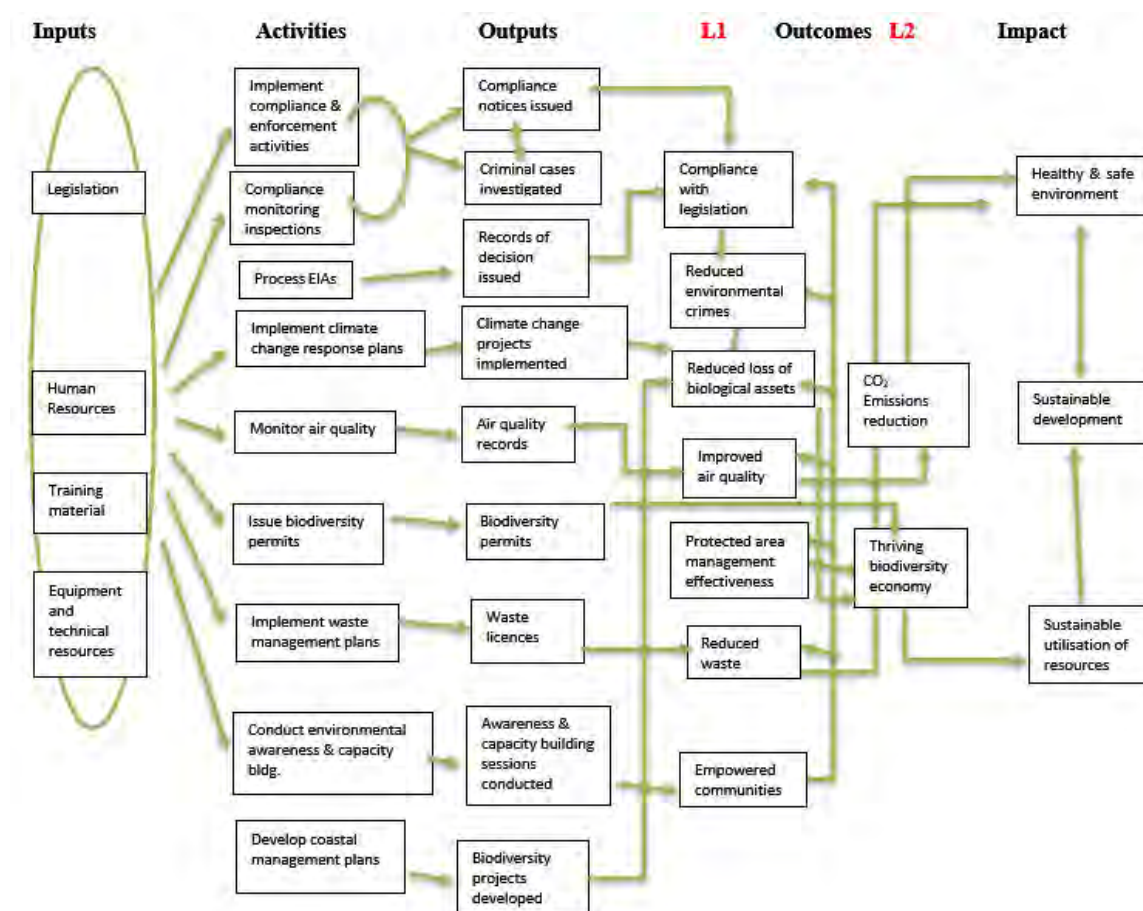 Inputs
Activities
Outputs
L1
Outcomes
L2
Impact
Legislation
Human
Resources
Training
material
Equipment
and
technical
resources
Implement
compliance &
enforcement
activities
Compliance
monitoring
inspections
Process EIAs
Implement climate
change response plans
Monitor air quality
Issue biodiversity
permits
Implement waste
management plans
Conduct environmental
awareness & capacity
bldg.
Develop coastal
management plans
Compliance
notices issued
Criminal cases
investigated
Records of
decision
issued
Climate change
projects
implemented
Air quality
records
Biodiversity
permits
Waste
licences
Awareness &
capacity building
sessions
conducted
Biodiversity
projects
developed
Compliance
with
legislation
Reduced
environmental
crimes
Reduced loss of
biological assets
Improved
air quality
Protected area
management
effectiveness
Reduced
waste
Empowered
communities
CO₂
Emissions
reduction
Thriving
biodiversity
economy
Healthy & safe
environment
Sustainable
development
Sustainable
utilisation of
resources